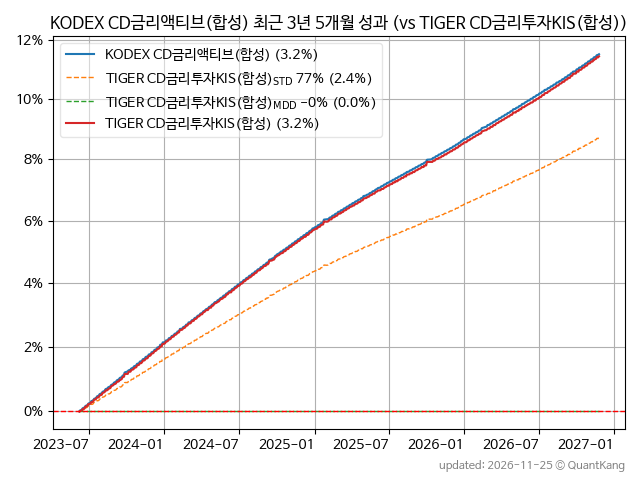 KODEX CD금리액티브(합성) 최근 3년 5개월 성과 (vs TIGER CD금리투자KIS(합성))
12%
10%
8%
6%
4%
2%
0%
KODEX CD금리액티브(합성) (3.2%)
TIGER CD금리투자KIS(합성)STD 77% (2.4%)
TIGER CD금리투자KIS(합성)MDD −0% (0.0%)
TIGER CD금리투자KIS(합성) (3.2%)
2023-07 2024-01 2024-07 2025-01 2025-07 2026-01 2026-07 2027-01
updated: 2026-11-25 © QuantKang